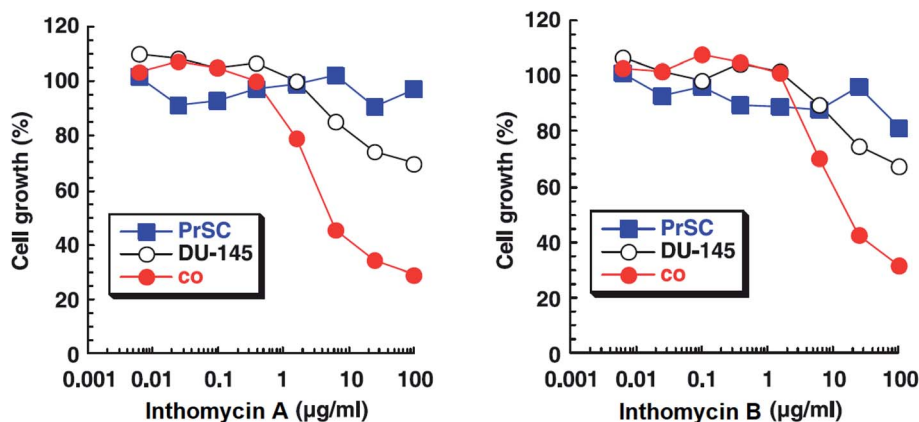 120
100
80
60
40
20
0
Cell growth (%)
PrSC
DU-145
co
0.001 0.01 0.1 1 10 100
Inthomycin A (µg/ml)
120
100
80
60
40
20
0
Cell growth (%)
PrSC
DU-145
co
0.001 0.01 0.1 1 10 100
Inthomycin B (µg/ml)